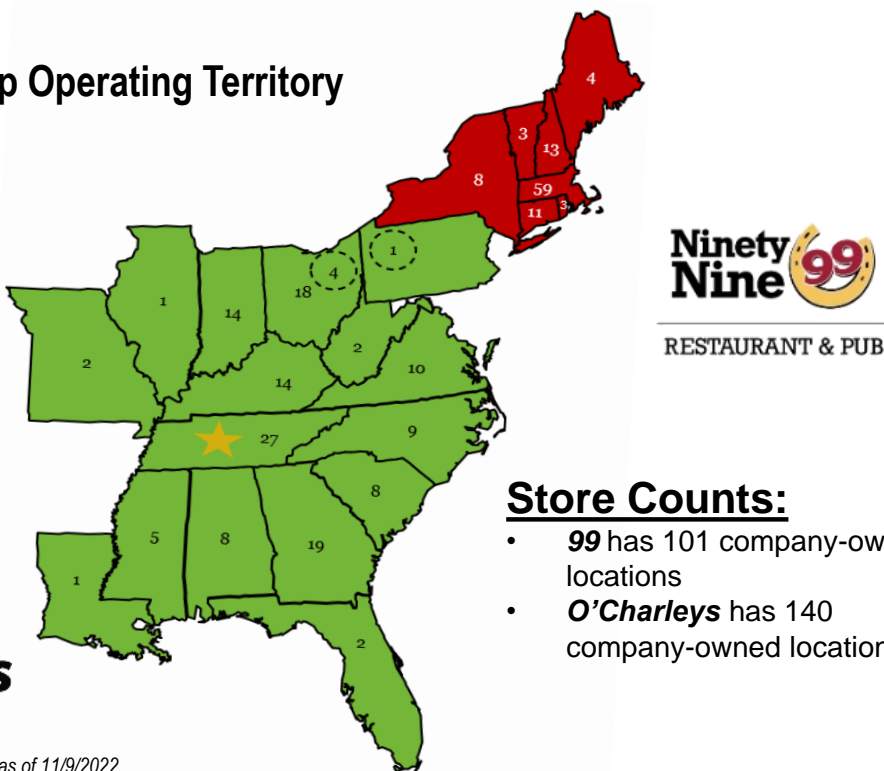 p Operating Territory
4
3
13
8
59
11
3
1
4
18
1
14
2
2
10
14
27
9
8
5
8
19
1
2
Ninety
Nine 99
RESTAURANT & PUB
Store Counts:
• 99 has 101 company-ow
locations
• O’Charleys has 140
company-owned location
s
as of 11/9/2022